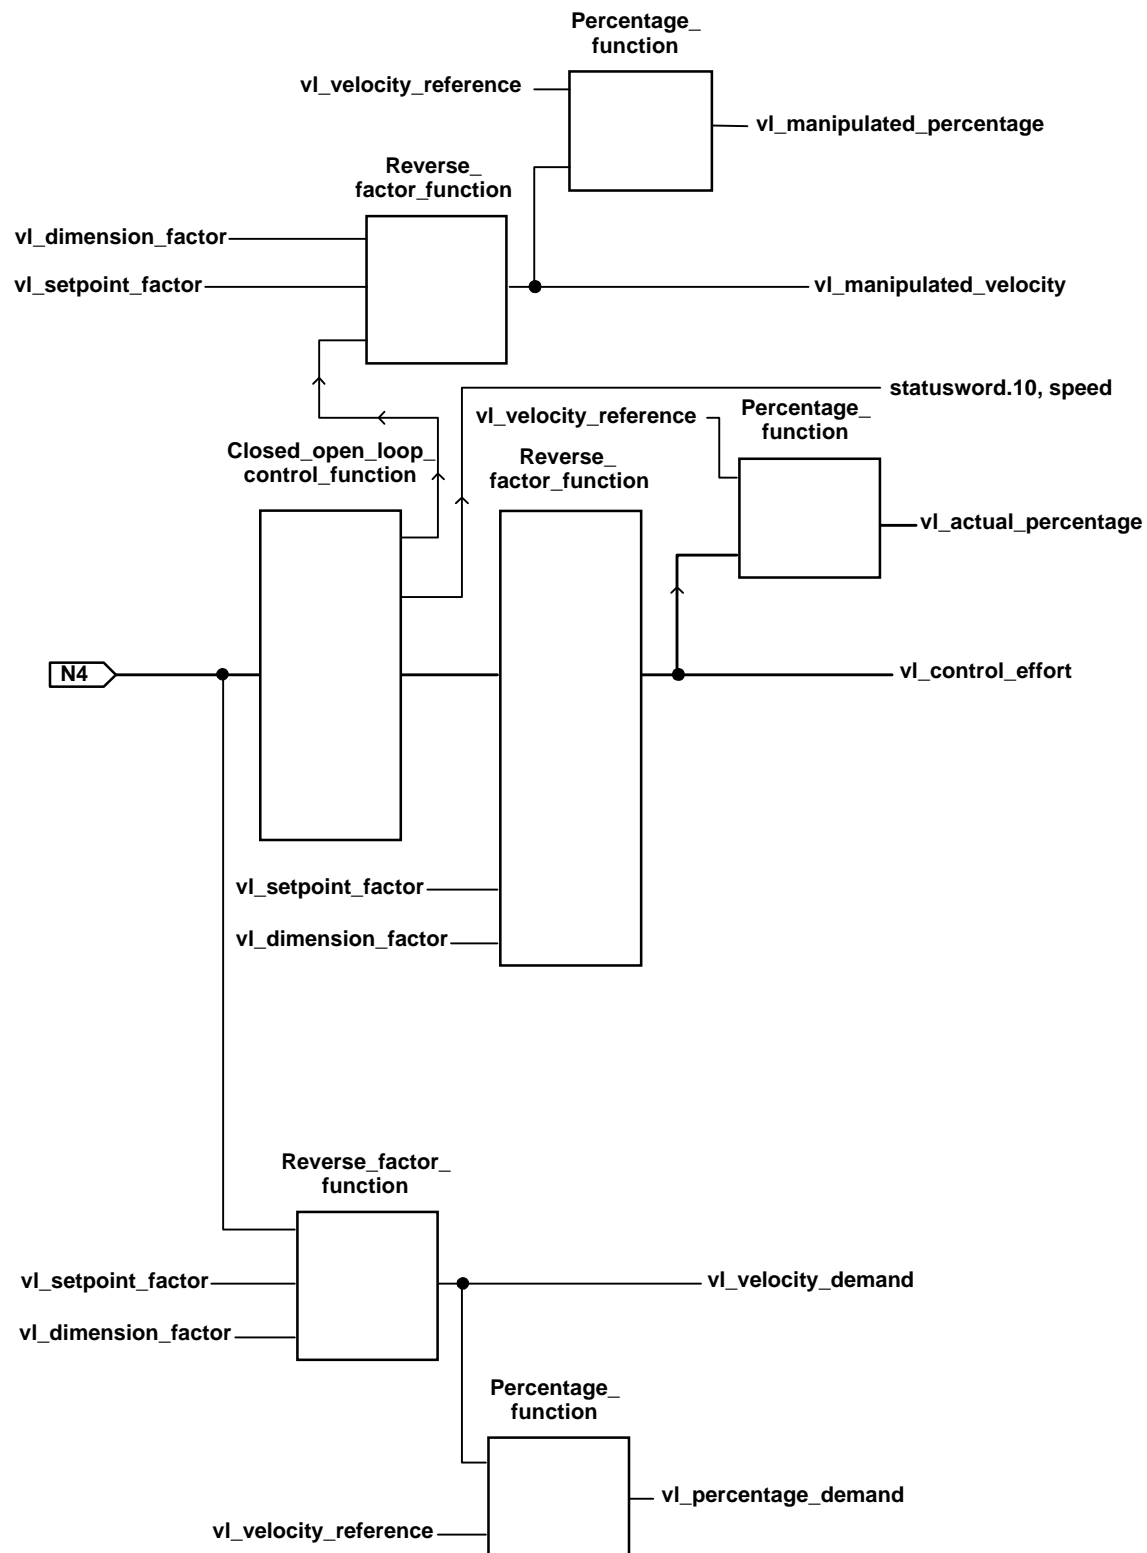 Percentage_
function
vl_velocity_reference
vl_manipulated_percentage
Reverse_
factor_function
vl_dimension_factor
vl_setpoint_factor
vl_manipulated_velocity
statusword.10, speed
vl_velocity_reference
Percentage_
function
Closed_open_loop_
control_function
Reverse_
factor_function
vl_actual_percentage
N4
vl_control_effort
vl_setpoint_factor
vl_dimension_factor
Reverse_factor_
function
vl_setpoint_factor
vl_velocity_demand
vl_dimension_factor
Percentage_
function
vl_percentage_demand
vl_velocity_reference